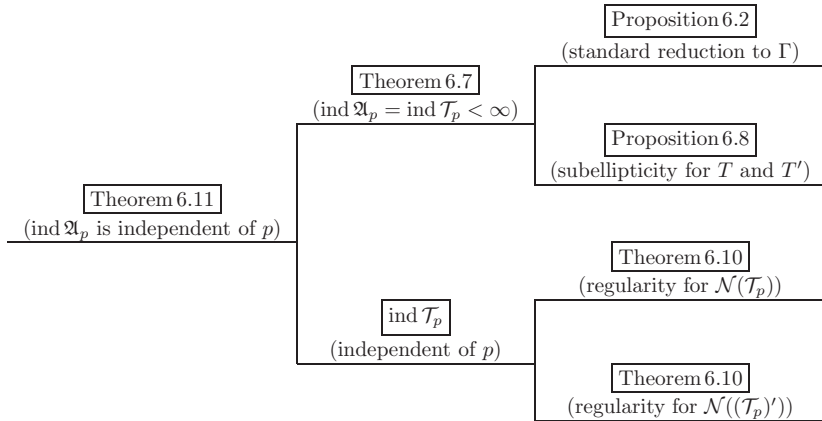 Proposition 6.2
(standard reduction to Γ)
Theorem 6.7
(ind 𝔄_p = ind 𝒯_p < ∞)
Proposition 6.8
(subellipticity for T and T′)
Theorem 6.11
(ind 𝔄_p is independent of p)
Theorem 6.10
(regularity for 𝒩(𝒯_p))
ind 𝒯_p
(independent of p)
Theorem 6.10
(regularity for 𝒩((𝒯_p)′))